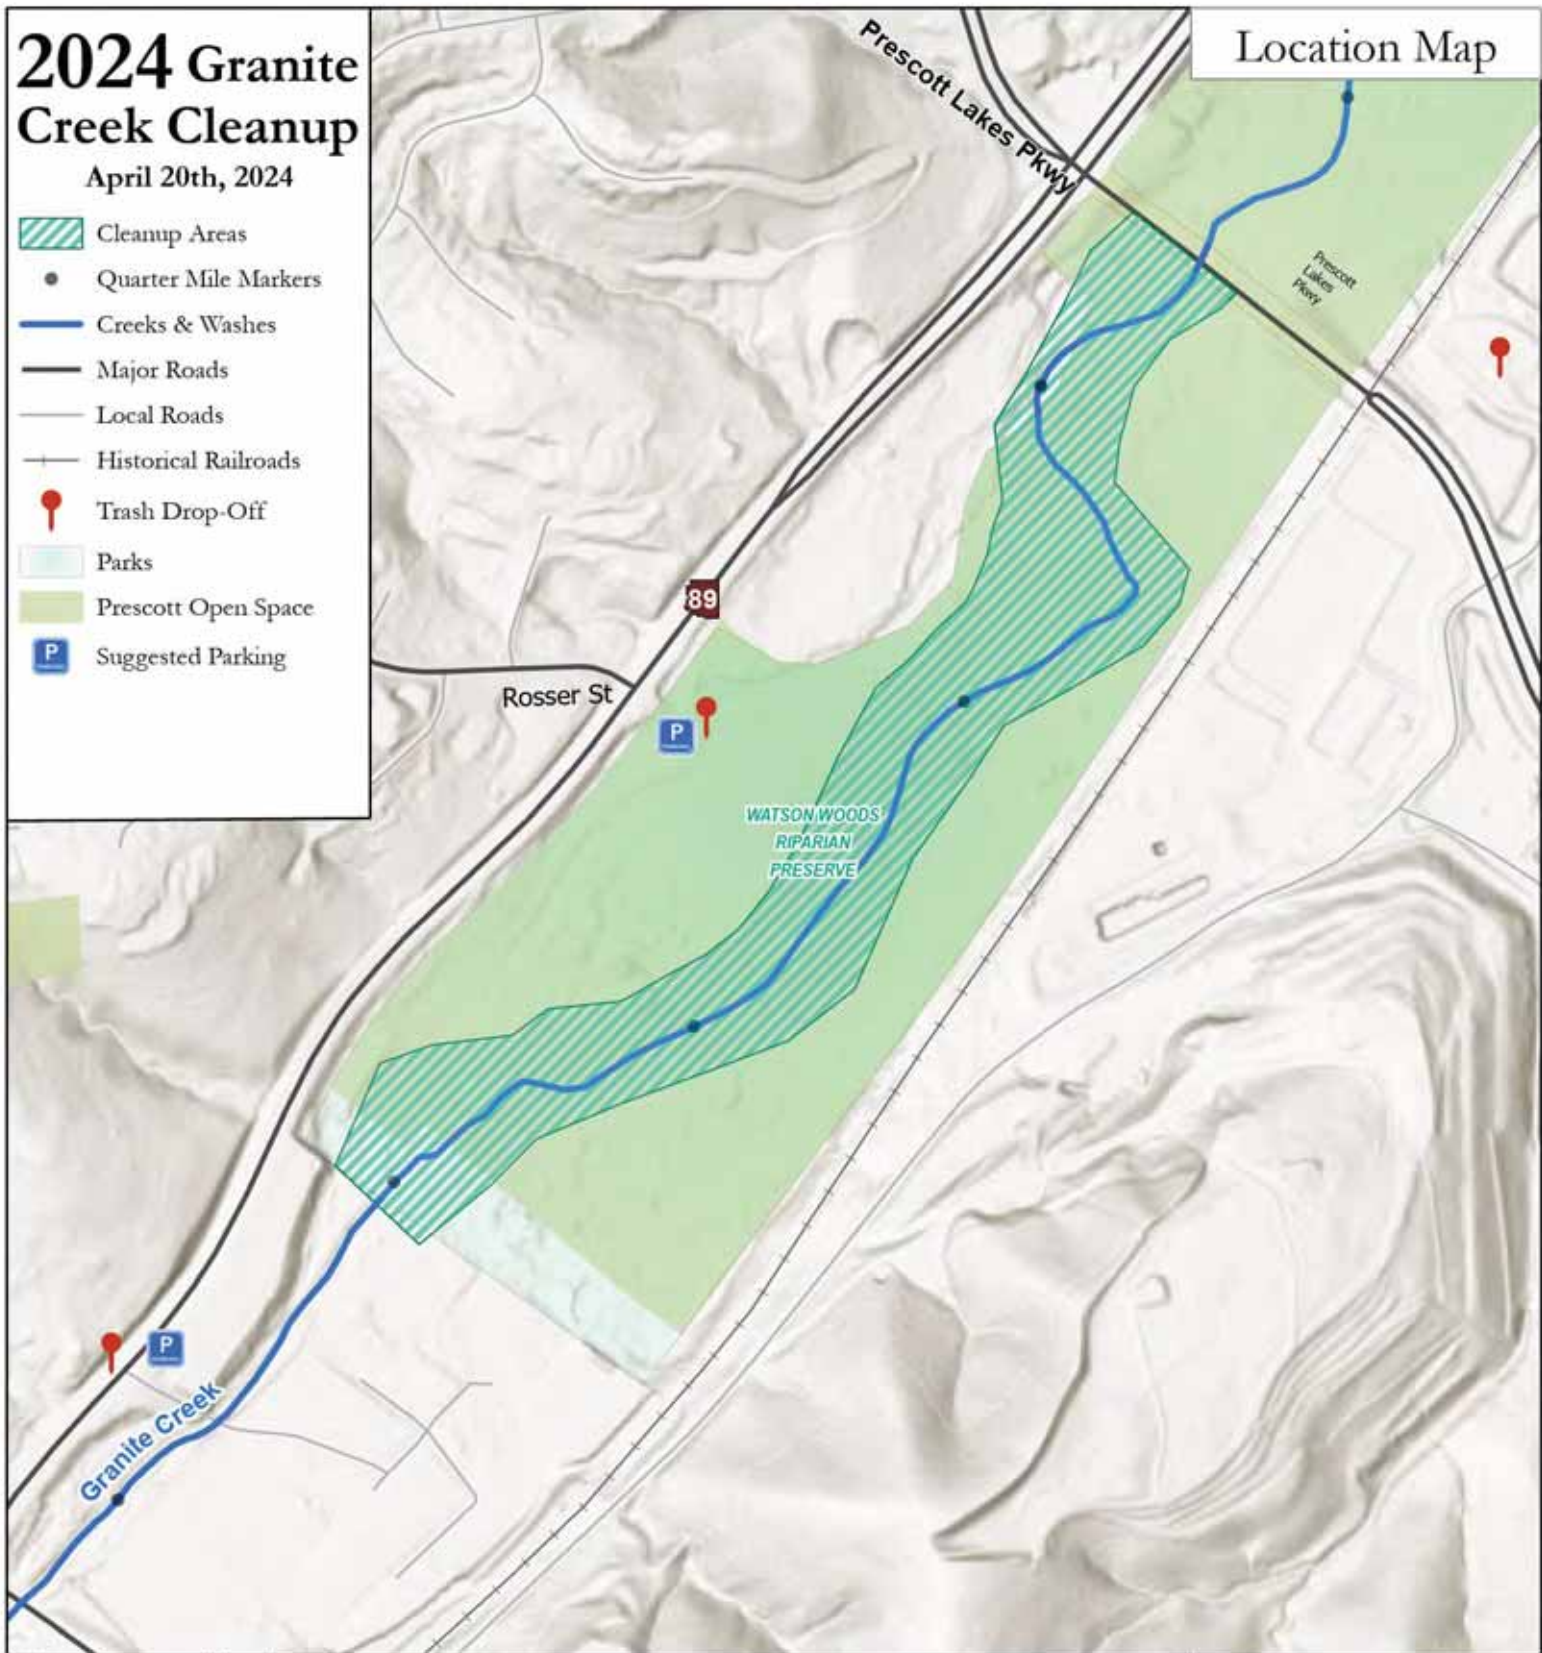 2024 Granite
Creek Cleanup
April 20th, 2024
Cleanup Areas
Quarter Mile Markers
Creeks & Washes
Major Roads
Local Roads
Historical Railroads
Trash Drop-Off
Parks
Prescott Open Space
P
Suggested Parking
Location Map
Prescott Lakes Pkwy
Prescott
Lakes
Pkwy
89
Rosser St
P
WATSON WOODS
RIPARIAN
PRESERVE
P
Granite Creek